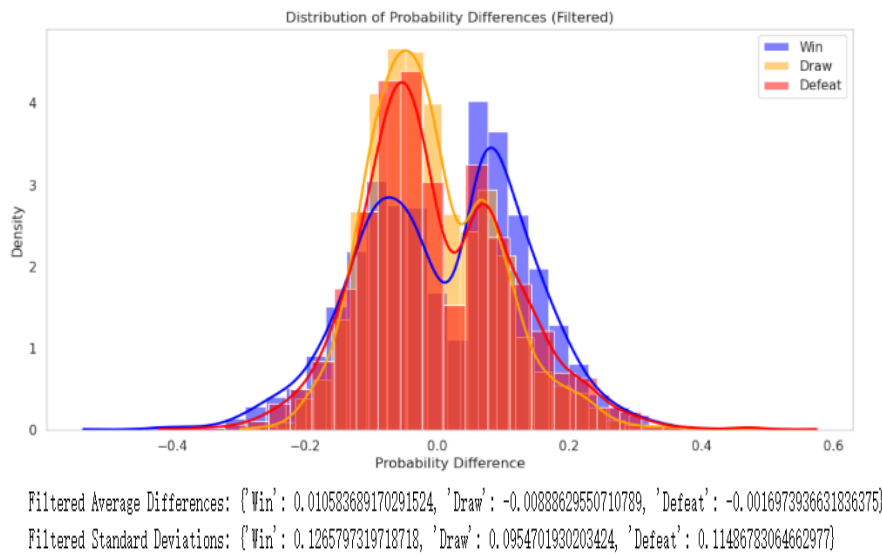 Distribution of Probability Differences (Filtered)
Win
Draw
Defeat
Density
4
3
2
1
0
−0.4
−0.2
0.0
0.2
0.4
0.6
Probability Difference
Filtered Average Differences: {'Win': 0.010583689170291524, 'Draw': -0.00888629550710789, 'Defeat': -0.0016973936631836375}
Filtered Standard Deviations: {'Win': 0.1265797319718718, 'Draw': 0.0954701930203424, 'Defeat': 0.11486783064662977}